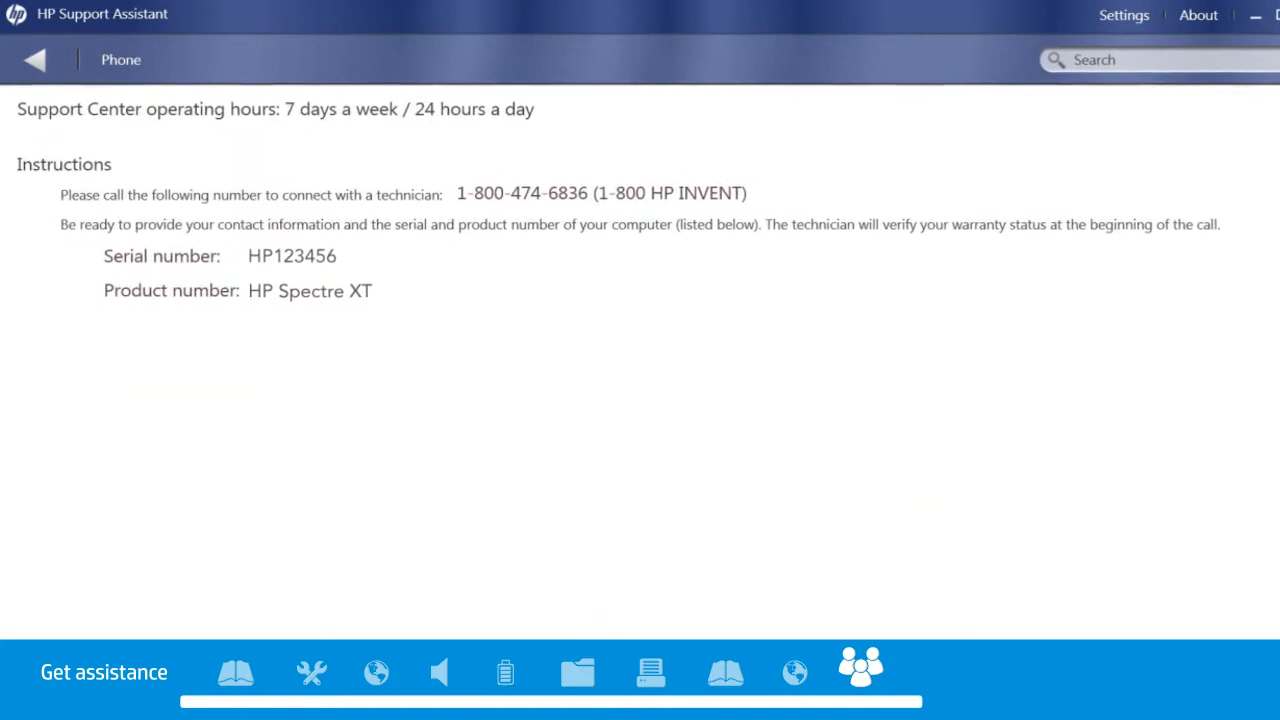 hp HP Support Assistant Settings About
Phone Search
Support Center operating hours: 7 days a week / 24 hours a day
Instructions
Please call the following number to connect with a technician: 1-800-474-6836 (1-800 HP INVENT)
Be ready to provide your contact information and the serial and product number of your computer (listed below). The technician will verify your warranty status at the beginning of the call.
Serial number: HP123456
Product number: HP Spectre XT
Get assistance